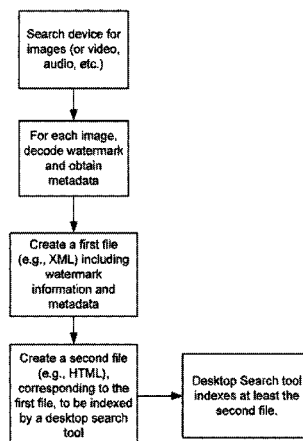 Search device for
images (or video,
audio, etc.)
For each image,
decode watermark
and obtain
metadata
Create a first file
(e.g., XML) including
watermark
information and
metadata
Create a second file
(e.g., HTML),
corresponding to the
first file, to be indexed
by a desktop search
tool
Desktop Search tool
indexes at least the
second file.